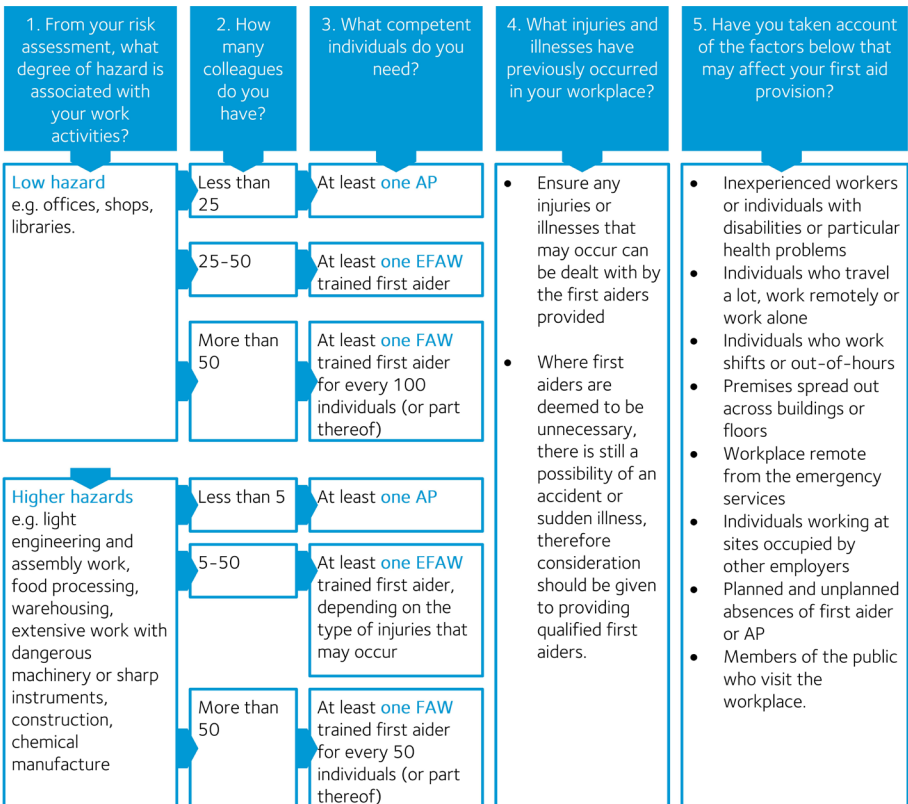 1. From your risk
assessment, what
degree of hazard is
associated with
your work
activities?
2. How
many
colleagues
do you
have?
3. What competent
individuals do you
need?
4. What injuries and
illnesses have
previously occurred
in your workplace?
5. Have you taken account
of the factors below that
may affect your first aid
provision?
Low hazard
e.g. offices, shops,
libraries.
Less than
25
At least one AP
25-50
At least one EFAW
trained first aider
More than
50
At least one FAW
trained first aider
for every 100
individuals (or part
thereof)
Higher hazards
e.g. light
engineering and
assembly work,
food processing,
warehousing,
extensive work with
dangerous
machinery or sharp
instruments,
construction,
chemical
manufacture
Less than 5
At least one AP
5-50
At least one EFAW
trained first aider,
depending on the
type of injuries that
may occur
More than
50
At least one FAW
trained first aider
for every 50
individuals (or part
thereof)
• Ensure any
injuries or
illnesses that
may occur can
be dealt with by
the first aiders
provided
• Where first
aiders are
deemed to be
unnecessary,
there is still a
possibility of an
accident or
sudden illness,
therefore
consideration
should be given
to providing
qualified first
aiders.
• Inexperienced workers
or individuals with
disabilities or particular
health problems
• Individuals who travel
a lot, work remotely or
work alone
• Individuals who work
shifts or out-of-hours
• Premises spread out
across buildings or
floors
• Workplace remote
from the emergency
services
• Individuals working at
sites occupied by
other employers
• Planned and unplanned
absences of first aider
or AP
• Members of the public
who visit the
workplace.